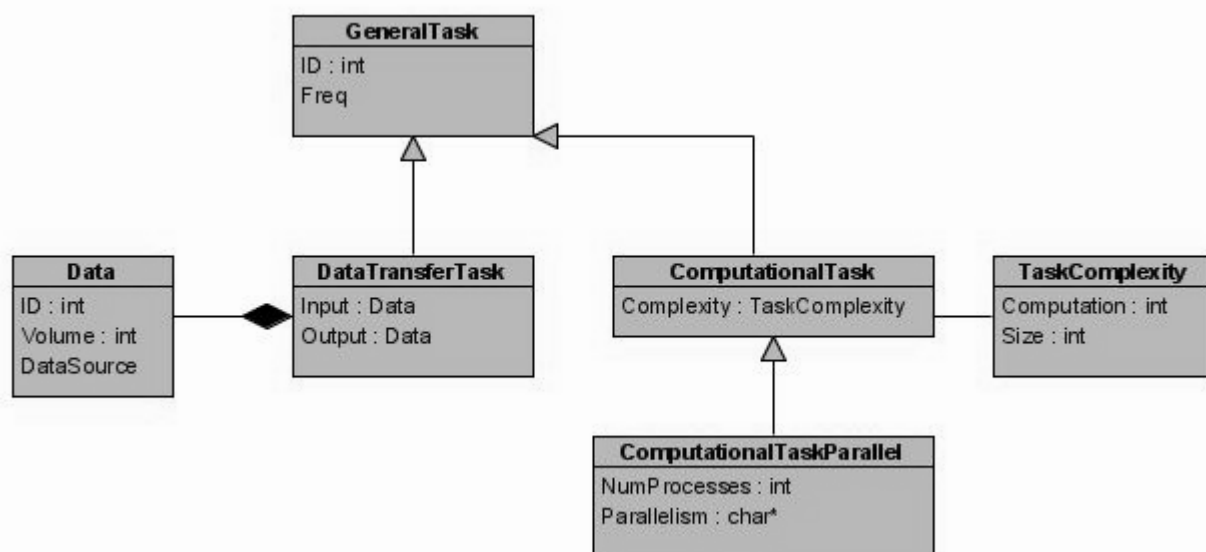 GeneralTask
ID : int
Freq
Data
ID : int
Volume : int
DataSource
DataTransferTask
Input : Data
Output : Data
ComputationalTask
Complexity : TaskComplexity
TaskComplexity
Computation : int
Size : int
ComputationalTaskParallel
NumProcesses : int
Parallelism : char*